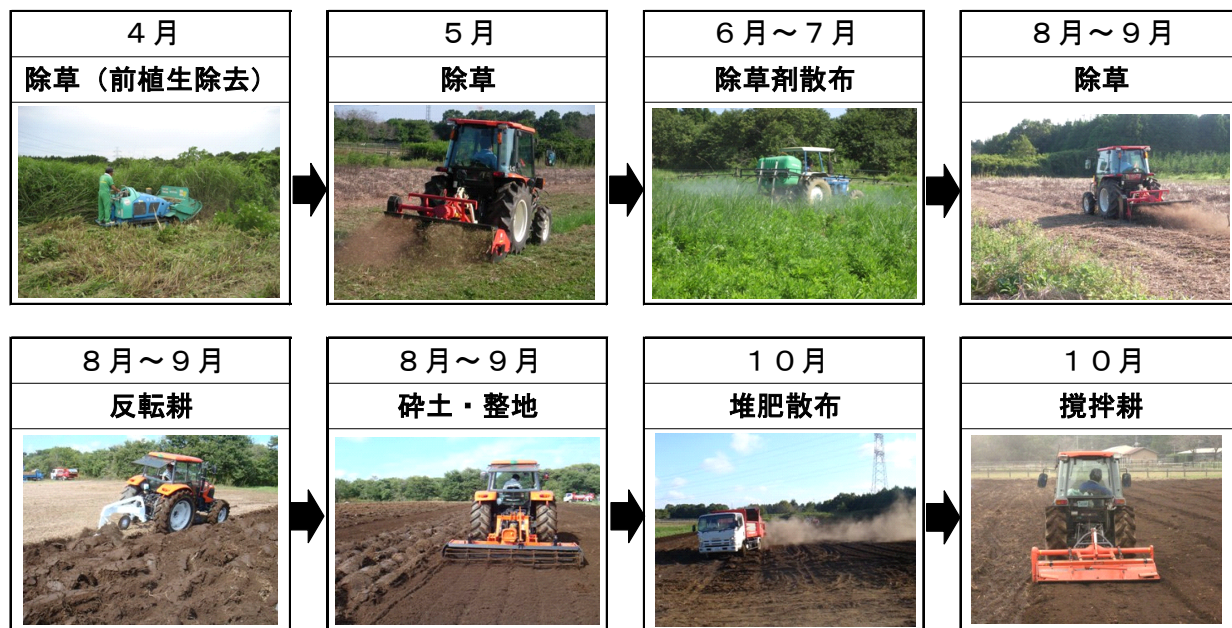 ４月
除草（前植生除去）
５月
除草
６月～７月
除草剤散布
８月～９月
除草
８月～９月
反転耕
８月～９月
砕土・整地
１０月
堆肥散布
１０月
撹拌耕